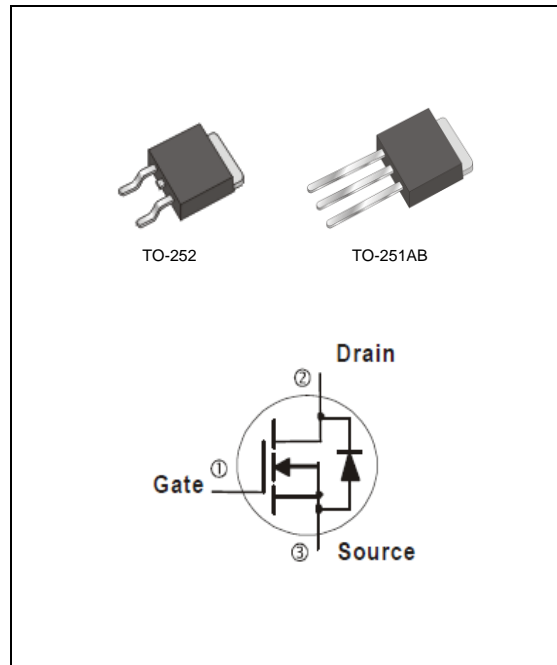 TO-252
TO-251AB
Drain
②
①
Gate
③
Source